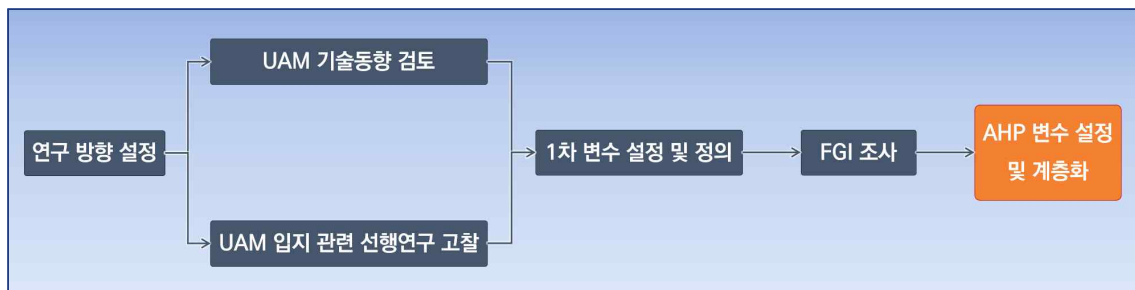 연구 방향 설정
UAM 기술동향 검토
UAM 입지 관련 선행연구 고찰
1차 변수 설정 및 정의
FGI 조사
AHP 변수 설정
및 계층화